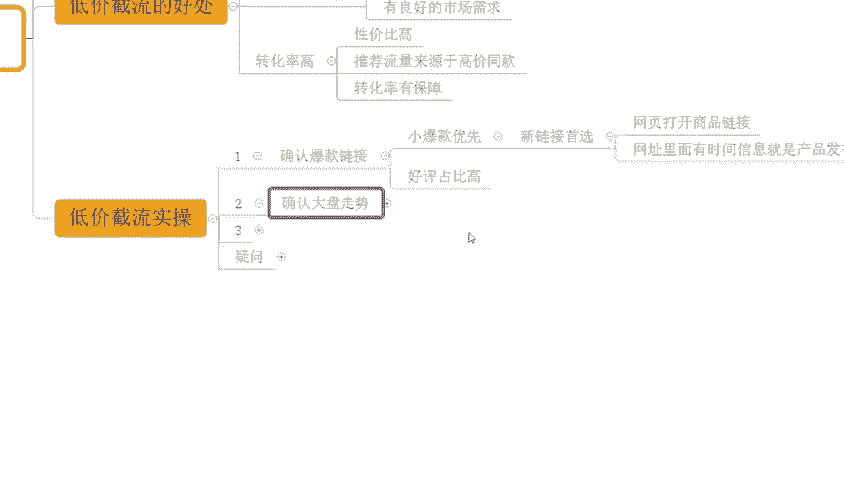 低价截流的好处
有良好的市场需求
转化率高
性价比高
推荐流量来源于高价同款
转化率有保障
低价截流实操
1
确认爆款链接
小爆款优先
新链接首选
网页打开商品链接
网址里面有时间信息就是产品发
好评占比高
2
确认大盘走势
3
疑问